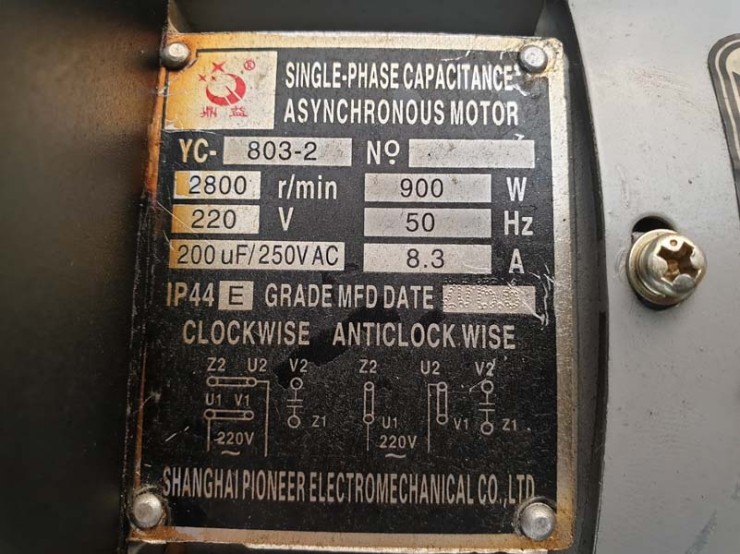 SINGLE-PHASE CAPACITANCE
ASYNCHRONOUS MOTOR
YC- 803-2 Nº
2800 r/min 900 W
220 V 50 Hz
200 uF/250V AC 8.3 A
IP44 E GRADE MFD DATE
CLOCKWISE ANTICLOCK WISE
Z2 U2 V2 Z2 U2 V2
U1 V1 Z1 U1 V1 Z1
220V 220V
SHANGHAI PIONEER ELECTROMECHANICAL CO., LTD